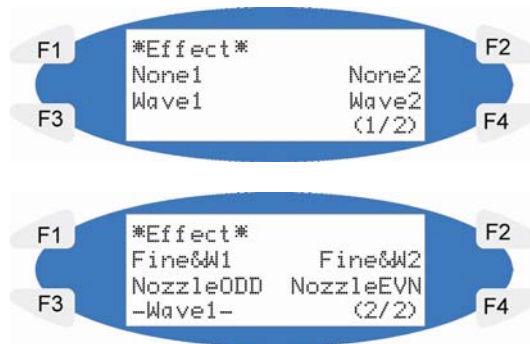 F1 *Effect* F2
None1 None2
Wave1 Wave2
F3 (1/2) F4
F1 *Effect* F2
Fine&W1 Fine&W2
NozzleODD NozzleEVN
F3 -Wave1- (2/2) F4